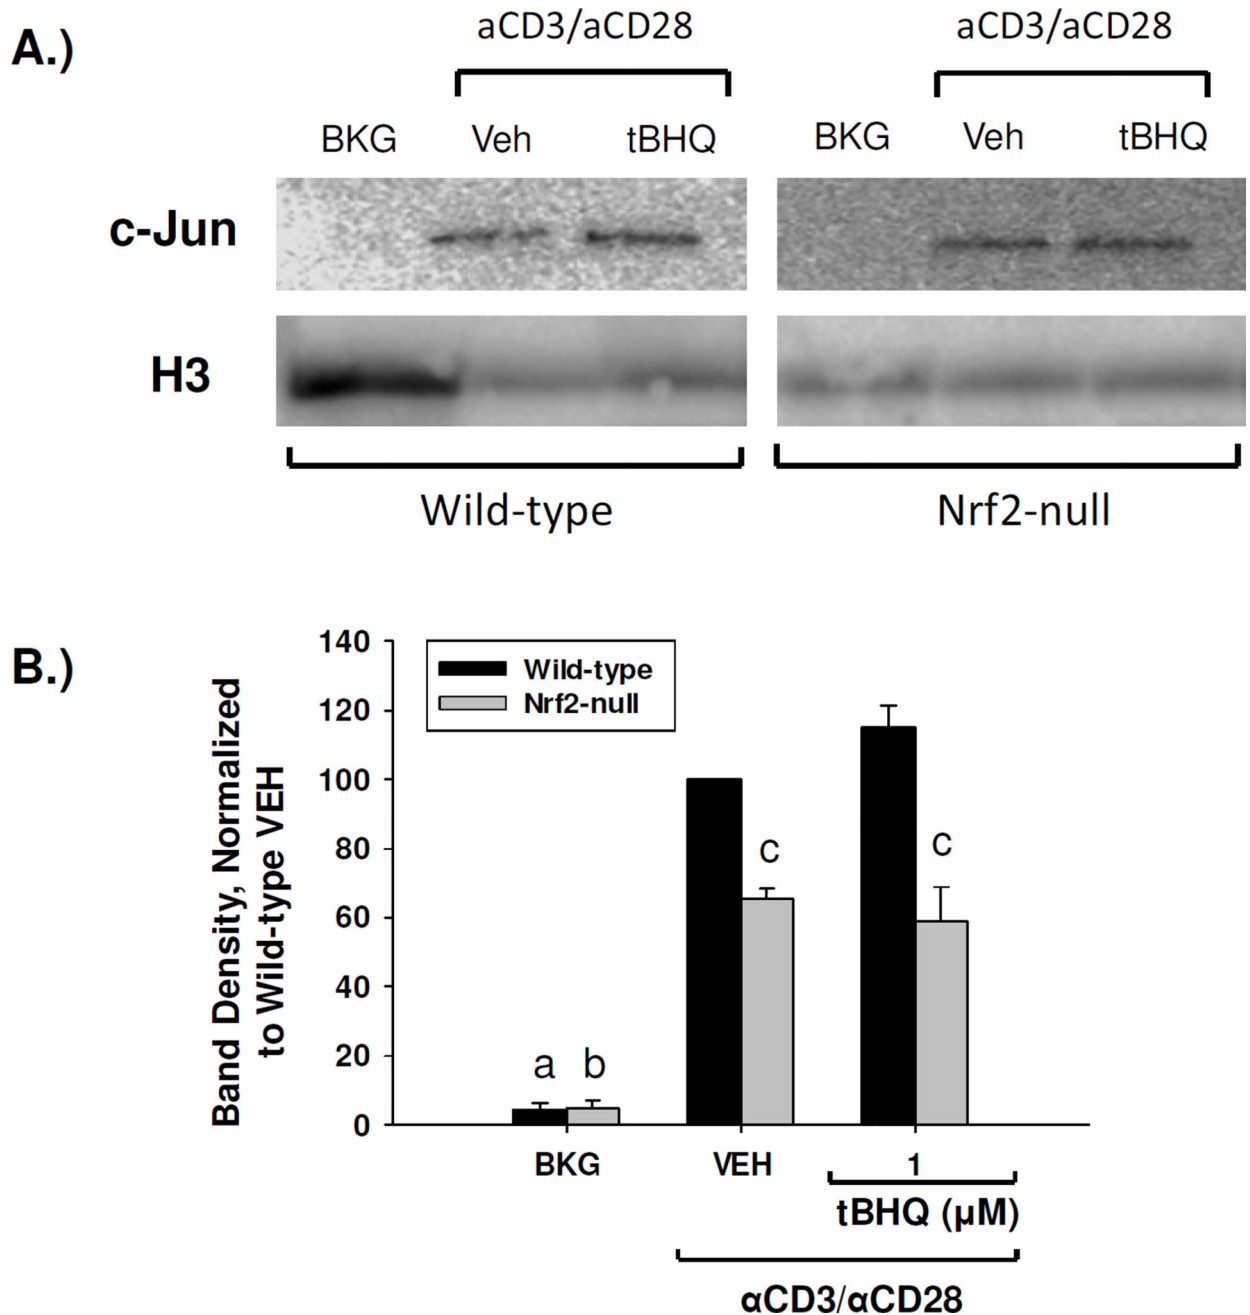 A.)
aCD3/aCD28 aCD3/aCD28
BKG Veh tBHQ BKG Veh tBHQ
c-Jun
H3
Wild-type Nrf2-null
B.)
Band Density, Normalized
to Wild-type VEH
140
120
100
80
60
40
20
0
Wild-type
Nrf2-null
a b c c
BKG VEH 1
tBHQ (µM)
αCD3/αCD28